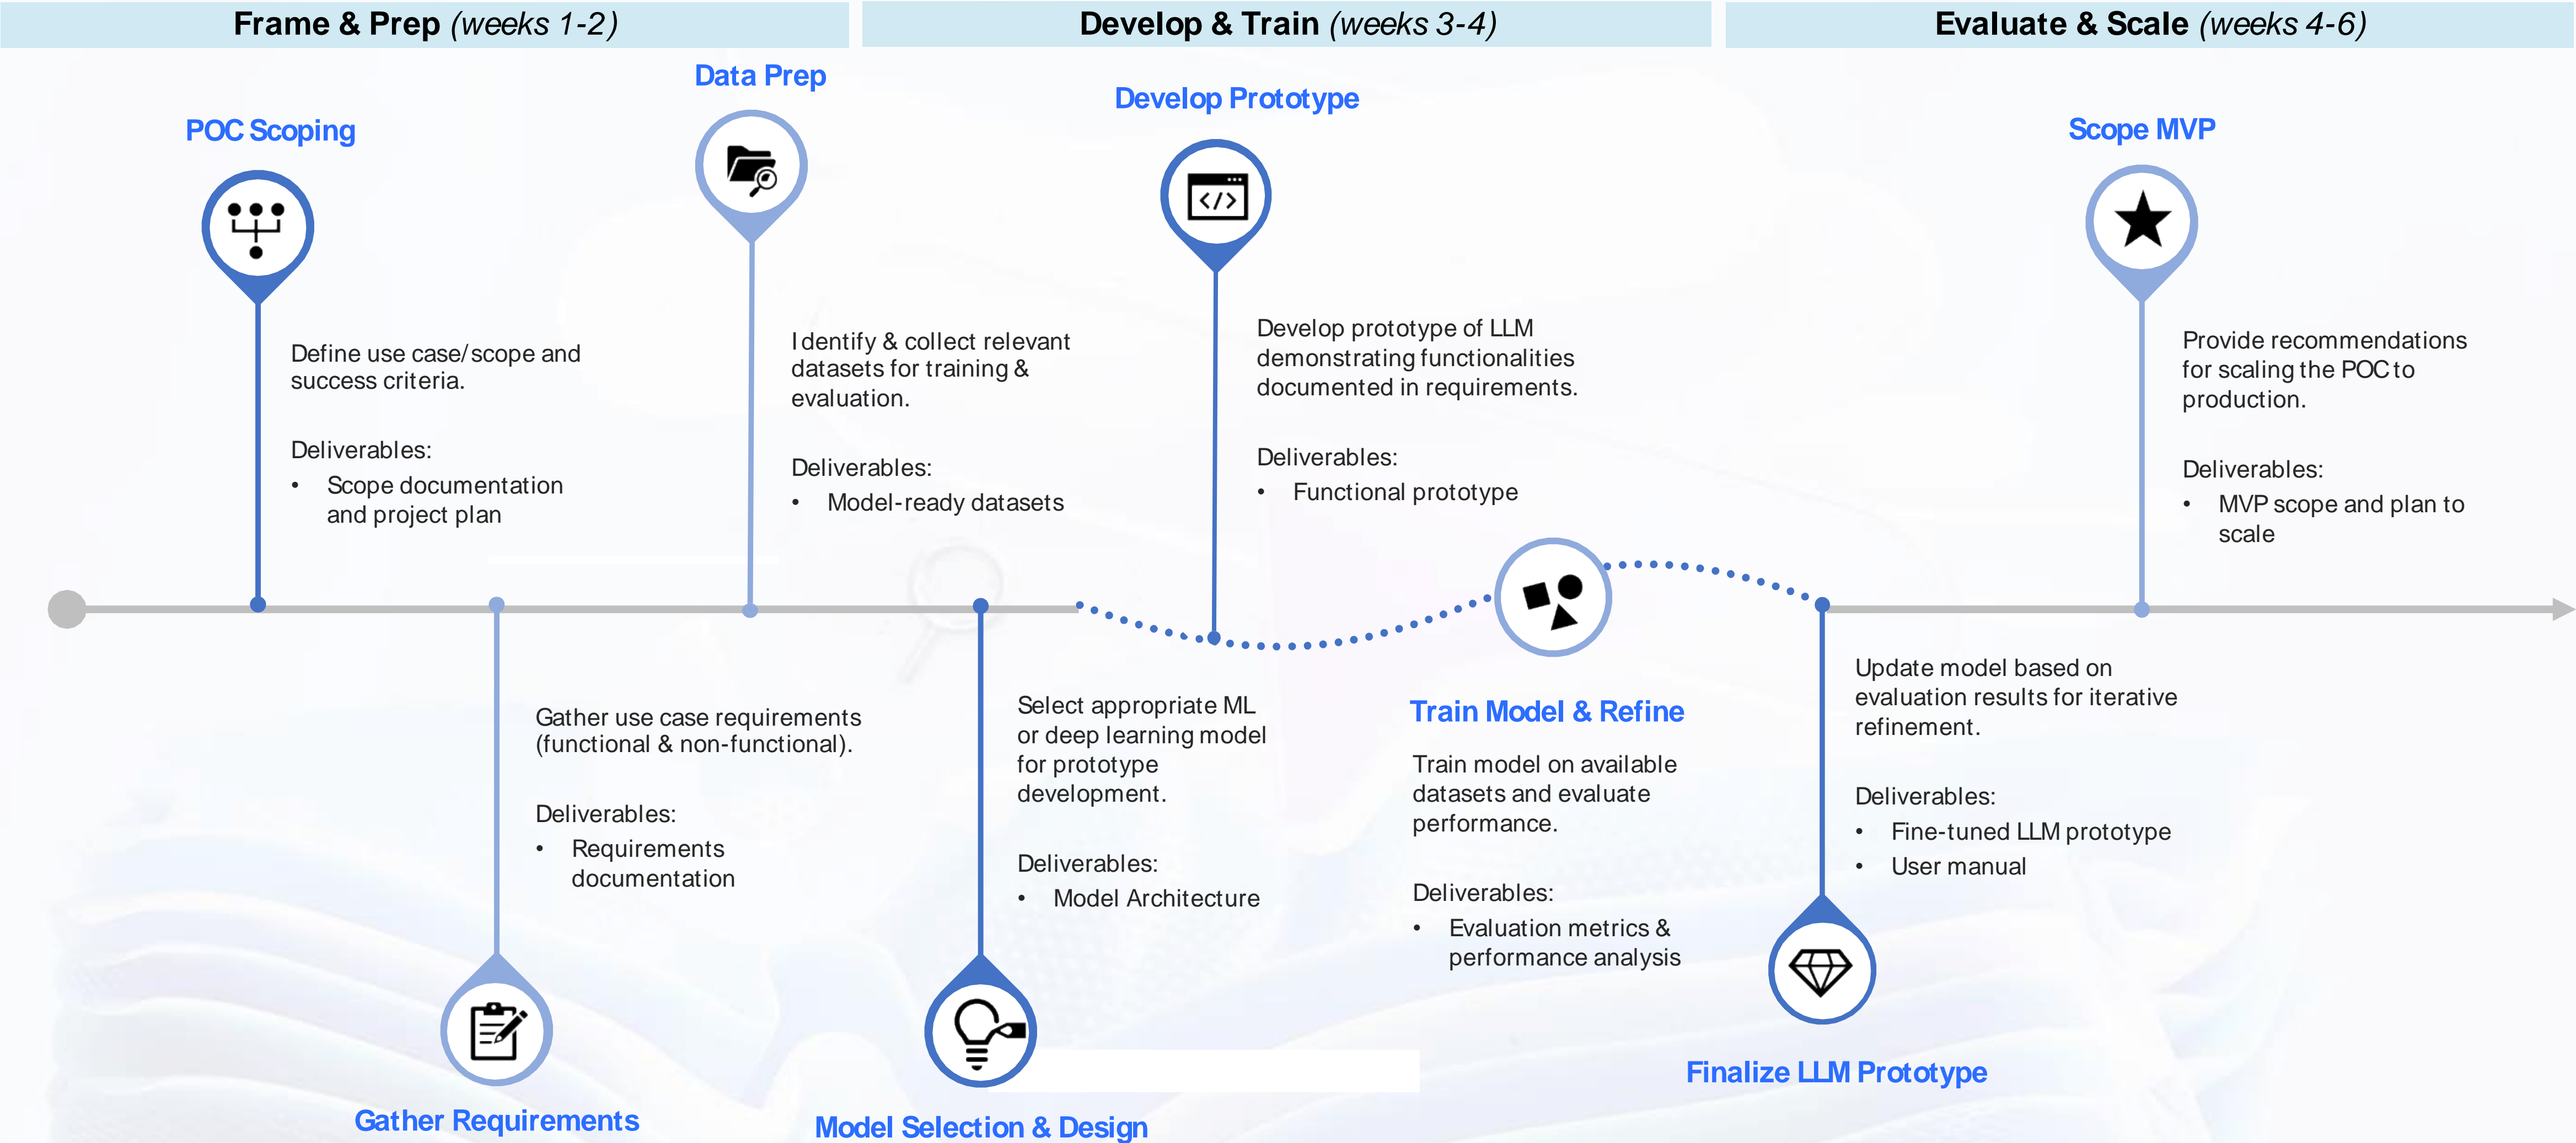 Frame & Prep (weeks 1-2)
Develop & Train (weeks 3-4)
Evaluate & Scale (weeks 4-6)
POC Scoping
Define use case/scope and
success criteria.
Deliverables:
• Scope documentation
and project plan
Gather Requirements
Gather use case requirements
(functional & non-functional).
Deliverables:
• Requirements
documentation
Data Prep
Identify & collect relevant
datasets for training &
evaluation.
Deliverables:
• Model-ready datasets
Model Selection & Design
Select appropriate ML
or deep learning model
for prototype
development.
Deliverables:
• Model Architecture
Develop Prototype
</>
Develop prototype of LLM
demonstrating functionalities
documented in requirements.
Deliverables:
• Functional prototype
Train Model & Refine
Train model on available
datasets and evaluate
performance.
Deliverables:
• Evaluation metrics &
performance analysis
Finalize LLM Prototype
Update model based on
evaluation results for iterative
refinement.
Deliverables:
• Fine-tuned LLM prototype
• User manual
Scope MVP
Provide recommendations
for scaling the POC to
production.
Deliverables:
• MVP scope and plan to
scale